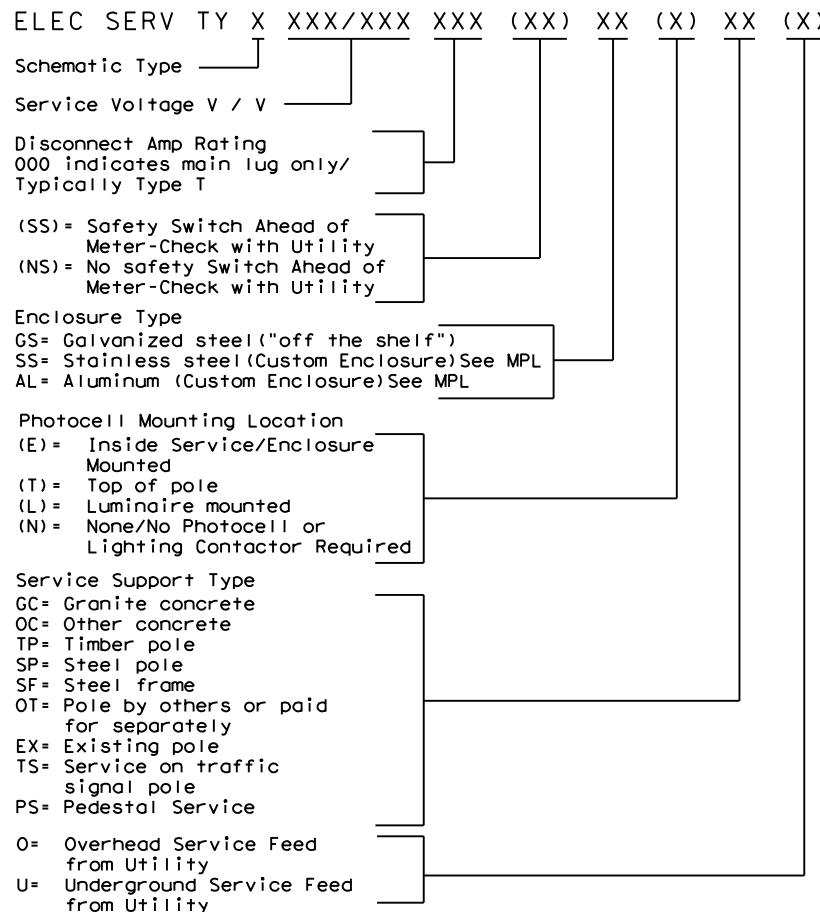 ELEC SERV TY X XXX/XXX XXX (XX) XX (X) XX (X)
Schematic Type
Service Voltage V / V
Disconnect Amp Rating
000 indicates main lug only/
Typically Type T
(SS)= Safety Switch Ahead of
Meter-Check with Utility
(NS)= No safety Switch Ahead of
Meter-Check with Utility
Enclosure Type
GS= Galvanized steel("off the shelf")
SS= Stainless steel(Custom Enclosure)See MPL
AL= Aluminum (Custom Enclosure)See MPL
Photocell Mounting Location
(E)= Inside Service/Enclosure
Mounted
(T)= Top of pole
(L)= Luminaire mounted
(N)= None/No Photocell or
Lighting Contactor Required
Service Support Type
GC= Granite concrete
OC= Other concrete
TP= Timber pole
SP= Steel pole
SF= Steel frame
OT= Pole by others or paid
for separately
EX= Existing pole
TS= Service on traffic
signal pole
PS= Pedestal Service
O= Overhead Service Feed
from Utility
U= Underground Service Feed
from Utility